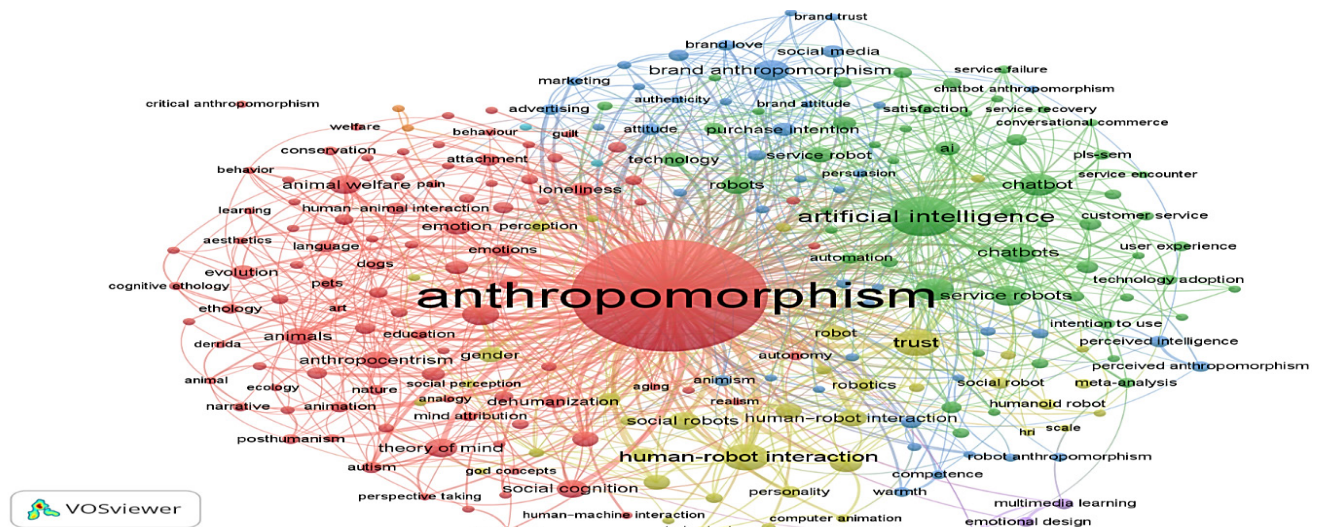 brand trust
brand love
social media
brand anthropomorphism
service failure
marketing
chatbot anthropomorphism
critical anthropomorphism
authenticity
brand attitude
advertising
satisfaction
service recovery
conversational commerce
welfare
behaviour
guilt
attitude
purchase intention
conservation
attachment
technology
service robot
ai
pls-sem
behavior
persuasion
service encounter
animal welfare
pain
loneliness
robots
chatbot
learning
human-animal interaction
artificial intelligence
customer service
emotion
perception
aesthetics
language
emotions
user experience
dogs
automation
chatbots
evolution
cognitive ethology
pets
technology adoption
anthropomorphism
service robots
ethology
art
intention to use
animals
education
robot
trust
perceived intelligence
derrida
anthropocentrism
gender
autonomy
perceived anthropomorphism
animal
ecology
nature
social perception
aging
animism
robotics
social robot
meta-analysis
narrative
animation
analogy
dehumanization
realism
humanoid robot
mind attribution
social robots
human–robot interaction
hri
scale
posthumanism
theory of mind
human-robot interaction
robot anthropomorphism
autism
god concepts
competence
perspective taking
social cognition
personality
warmth
multimedia learning
human–machine interaction
computer animation
emotional design
VOSviewer